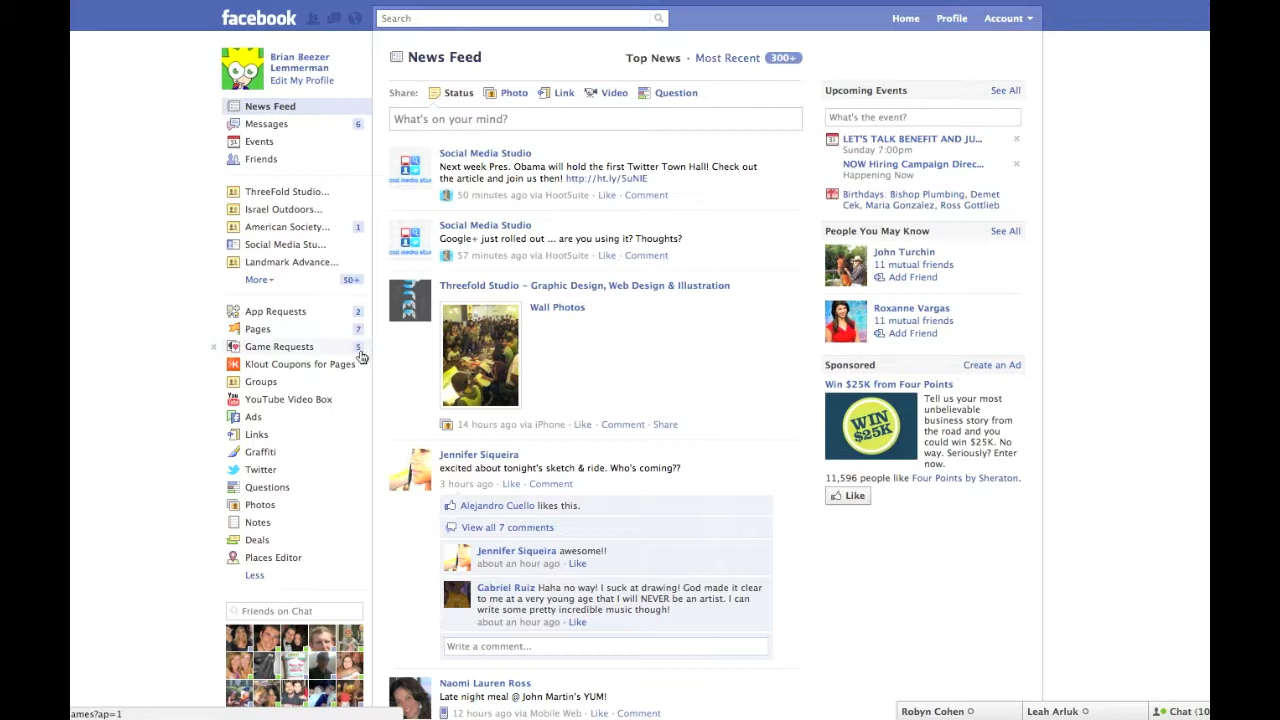 facebook
Search
Home
Profile
Account
Brian Beezer
Lemmerman
Edit My Profile
News Feed
Messages 6
Events
Friends
ThreeFold Studio...
Israel Outdoors...
American Society... 1
Social Media Stu...
Landmark Advance...
More 50+
App Requests 2
Pages 7
Game Requests 5
Klout Coupons for Pages
Groups
YouTube Video Box
Ads
Links
Graffiti
Twitter
Questions
Photos
Notes
Deals
Places Editor
Less
Friends on Chat
News Feed
Top News · Most Recent 300+
Share: Status Photo Link Video Question
What's on your mind?
Social Media Studio
Next week Pres. Obama will hold the first Twitter Town Hall! Check out
the article and join us then! http://ht.ly/5uNIE
50 minutes ago via HootSuite · Like · Comment
Social Media Studio
Google+ just rolled out ... are you using it? Thoughts?
57 minutes ago via HootSuite · Like · Comment
Threefold Studio – Graphic Design, Web Design & Illustration
Wall Photos
14 hours ago via iPhone · Like · Comment · Share
Jennifer Siqueira
excited about tonight's sketch & ride. Who's coming??
3 hours ago · Like · Comment
Alejandro Cuello likes this.
View all 7 comments
Jennifer Siqueira awesome!!
about an hour ago · Like
Gabriel Ruiz Haha no way! I suck at drawing! God made it clear
to me at a very young age that I will NEVER be an artist. I can
write some pretty incredible music though!
about an hour ago · Like
Write a comment...
Naomi Lauren Ross
Late night meal @ John Martin's YUM!
12 hours ago via Mobile Web · Like · Comment
Upcoming Events See All
What's the event?
31 LET'S TALK BENEFIT AND JU...
Sunday 7:00pm
NOW Hiring Campaign Direc...
Happening Now
Birthdays: Bishop Plumbing, Demet
Cek, Maria Gonzalez, Ross Gottlieb
People You May Know See All
John Turchin
11 mutual friends
Add Friend
Roxanne Vargas
11 mutual friends
Add Friend
Sponsored Create an Ad
Win $25K from Four Points
WIN
$25K
Tell us your most
unbelievable
business story from
the road and you
could win $25K. No
way. Seriously? Enter
now.
11,596 people like Four Points by Sheraton.
Like
ames?ap=1
Robyn Cohen
Leah Arluk
Chat (10